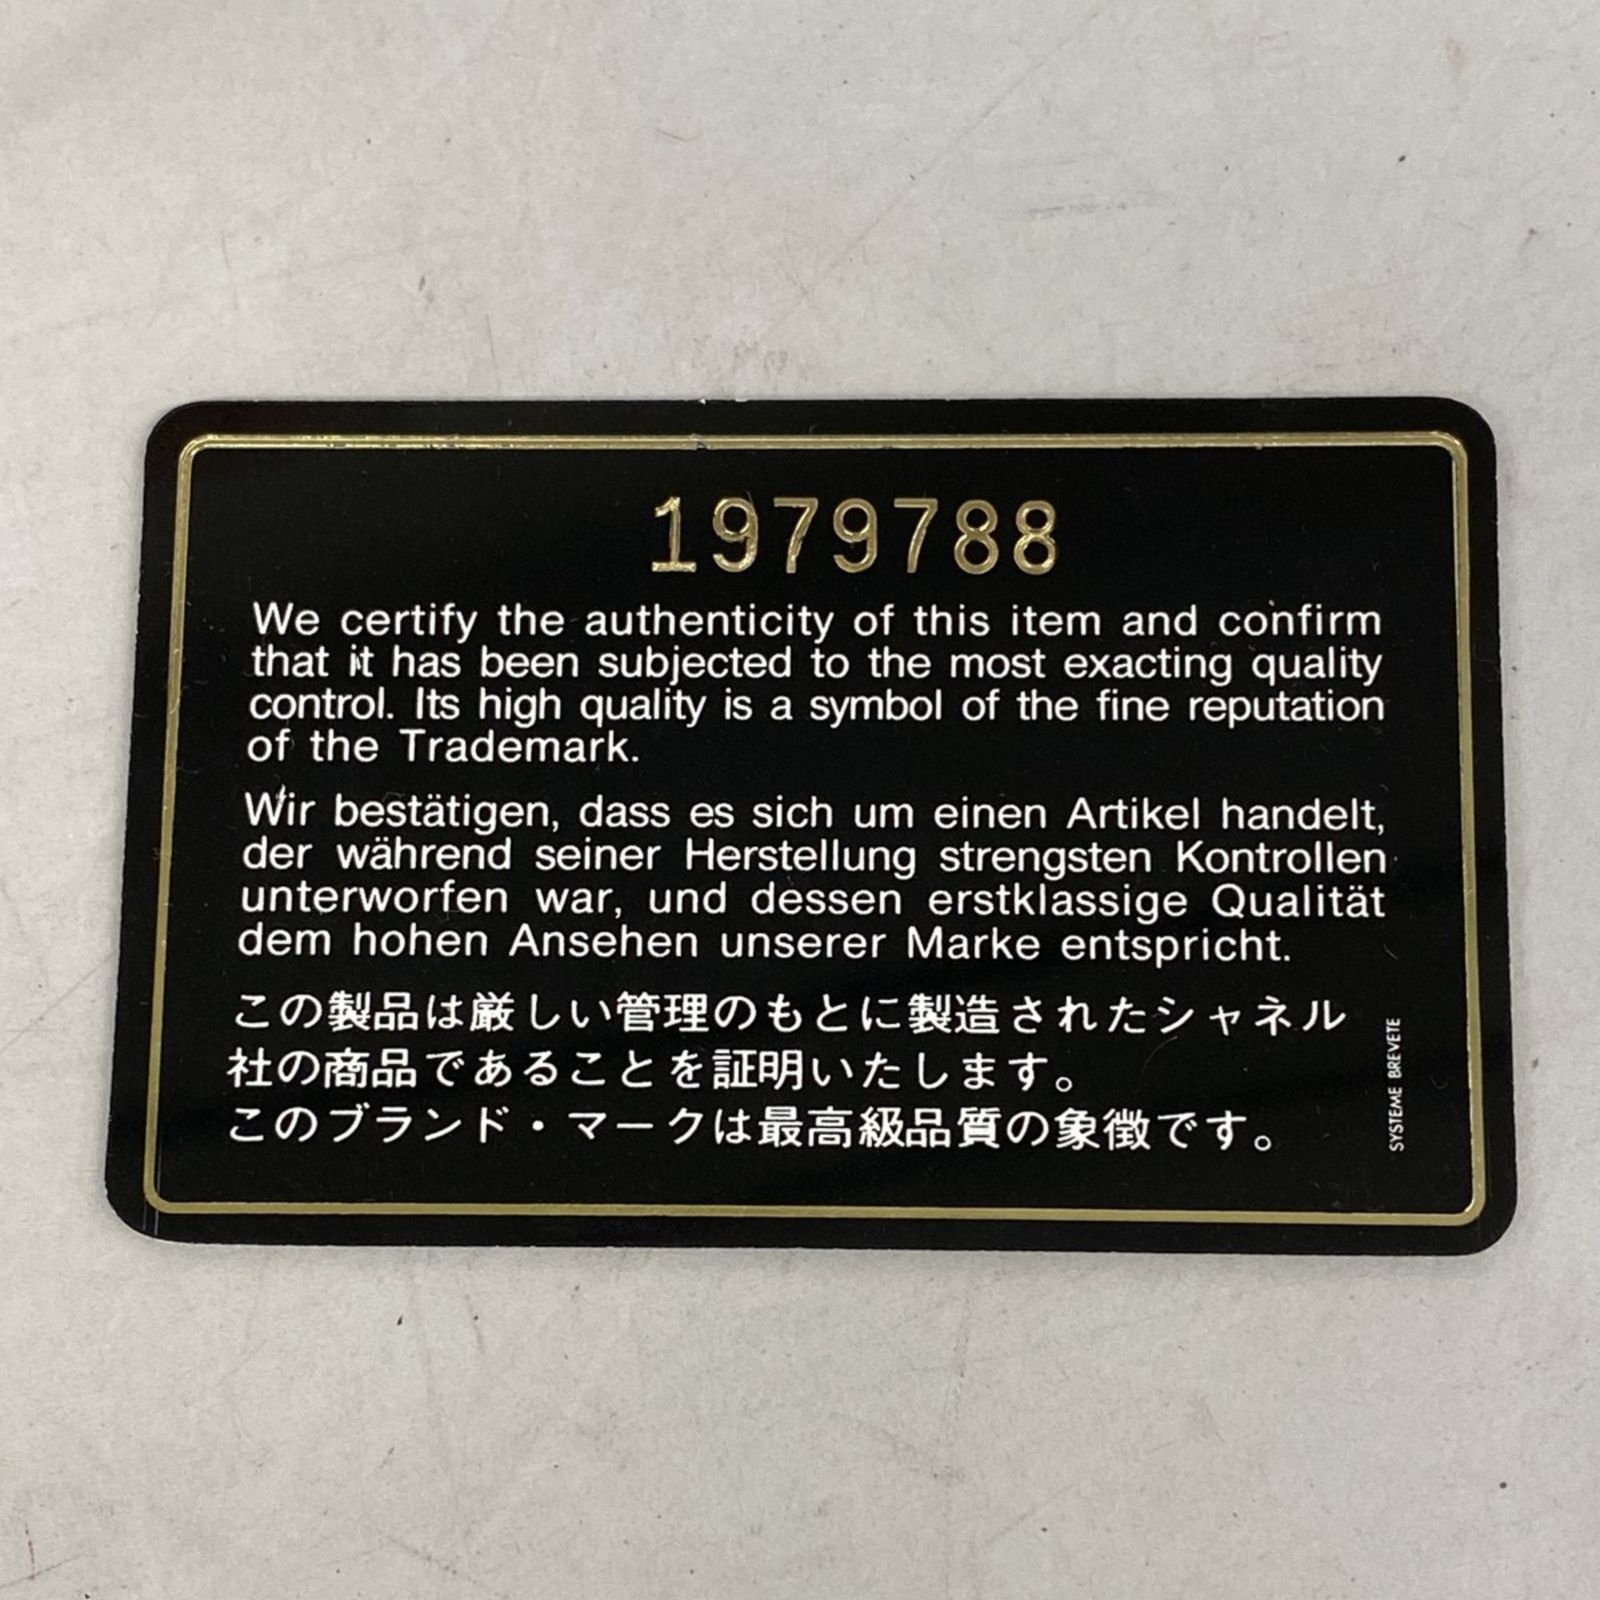 1979788
We certify the authenticity of this item and confirm
that it has been subjected to the most exacting quality
control. Its high quality is a symbol of the fine reputation
of the Trademark.
Wir bestätigen, dass es sich um einen Artikel handelt,
der während seiner Herstellung strengsten Kontrollen
unterworfen war, und dessen erstklassige Qualität
dem hohen Ansehen unserer Marke entspricht.
この製品は厳しい管理のもとに製造されたシャネル
社の商品であることを証明いたします。
このブランド・マークは最高級品質の象徴です。
SYSTEME BREVETE